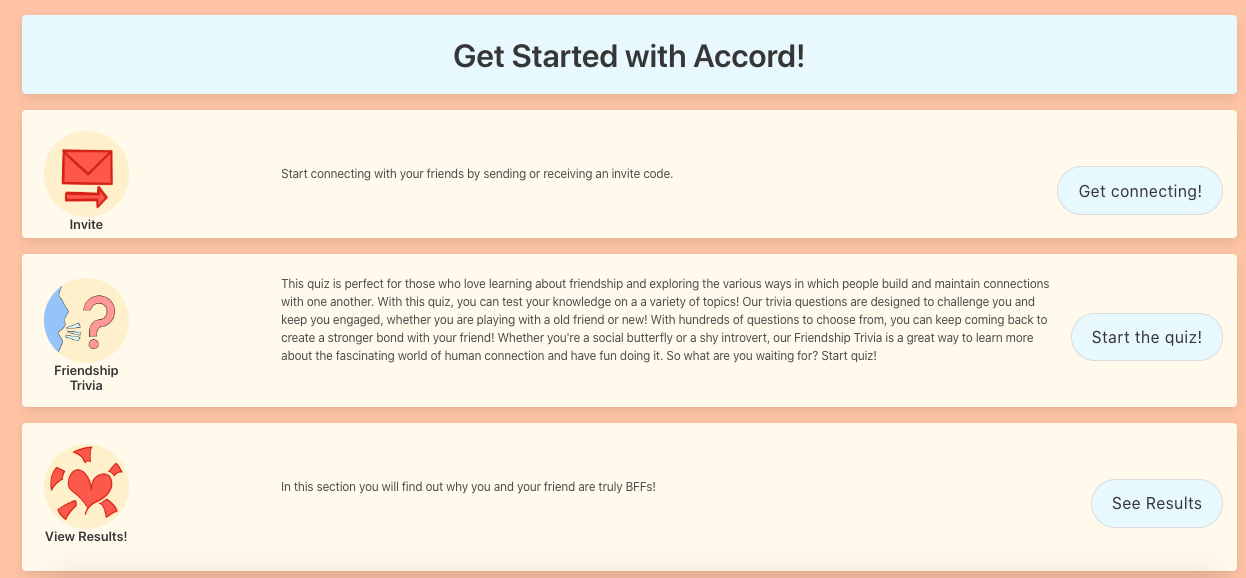 Get Started with Accord!
Start connecting with your friends by sending or receiving an invite code.
Get connecting!
Invite
This quiz is perfect for those who love learning about friendship and exploring the various ways in which people build and maintain connections
with one another. With this quiz, you can test your knowledge on a a variety of topics! Our trivia questions are designed to challenge you and
keep you engaged, whether you are playing with a old friend or new! With hundreds of questions to choose from, you can keep coming back to
create a stronger bond with your friend! Whether you're a social butterfly or a shy introvert, our Friendship Trivia is a great way to learn more
about the fascinating world of human connection and have fun doing it. So what are you waiting for? Start quiz!
Start the quiz!
Friendship
Trivia
In this section you will find out why you and your friend are truly BFFs!
See Results
View Results!